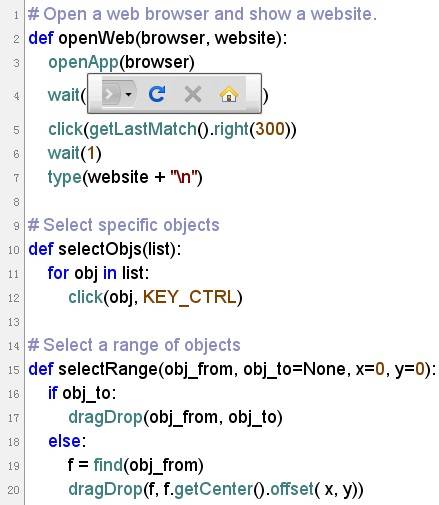 1 # Open a web browser and show a website.
2 def openWeb(browser, website):
3 openApp(browser)
4 wait( )
5 click(getLastMatch().right(300))
6 wait(1)
7 type(website + "\n")
8
9 # Select specific objects
10 def selectObjs(list):
11 for obj in list:
12 click(obj, KEY_CTRL)
13
14 # Select a range of objects
15 def selectRange(obj_from, obj_to=None, x=0, y=0):
16 if obj_to:
17 dragDrop(obj_from, obj_to)
18 else:
19 f = find(obj_from)
20 dragDrop(f, f.getCenter().offset( x, y))